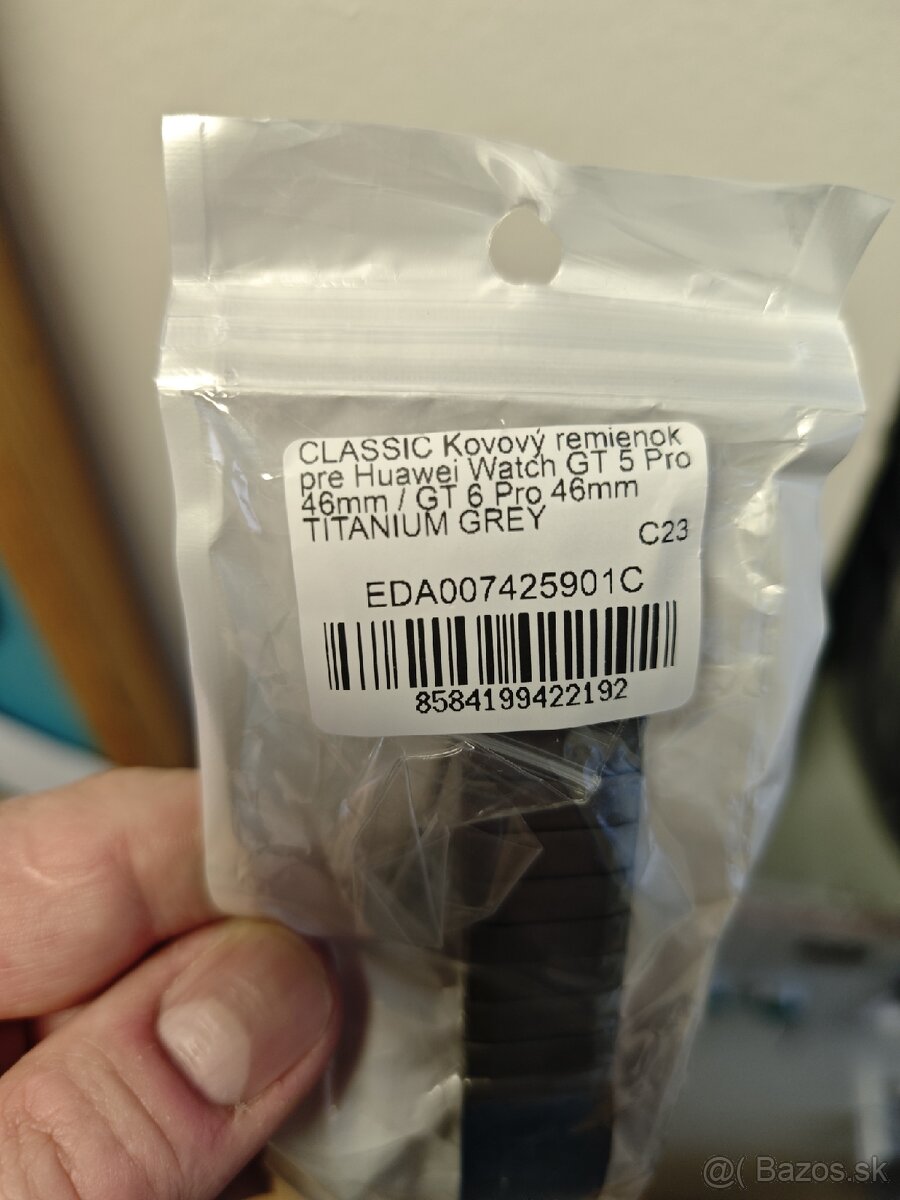 CLASSIC Kovový remienok
pre Huawei Watch GT 5 Pro
46mm / GT 6 Pro 46mm
TITANIUM GREY
C23
EDA007425901C
8584199422192
@( Bazos.sk